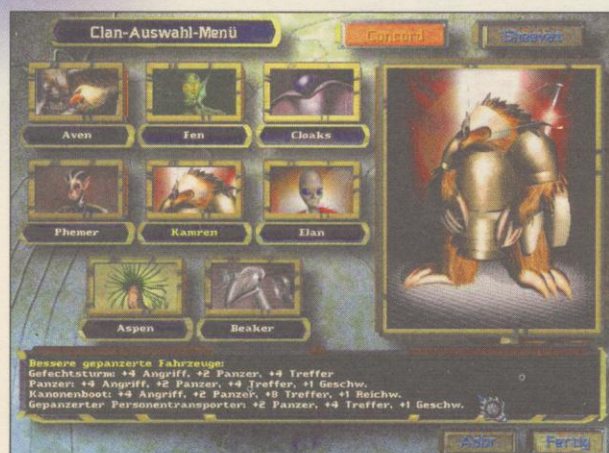 Clan-Auswahl-Menü
Concord
Aven
Fen
Cloaks
Phemer
Kamren
Elan
Aspen
Beaker
Bessere gepanzerte Fahrzeuge:
Gefechtsturm: +4 Angriff, +2 Panzer, +4 Treffer
Panzer: +4 Angriff, +2 Panzer, +4 Treffer, +1 Geschw.
Kanonenboot: +4 Angriff, +2 Panzer, +8 Treffer, +1 Reichw.
Gepanzerter Personentransporter: +2 Panzer, +4 Treffer, +1 Geschw.
Fertig